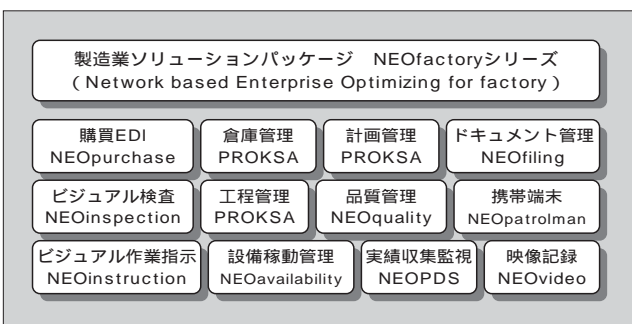 製造業ソリューションパッケージ　NEOfactoryシリーズ
（Network based Enterprise Optimizing for factory）
購買EDI
NEOpurchase
倉庫管理
PROKSA
計画管理
PROKSA
ドキュメント管理
NEOfiling
ビジュアル検査
NEOinspection
工程管理
PROKSA
品質管理
NEOquality
携帯端末
NEOpatrolman
ビジュアル作業指示
NEOinstruction
設備稼動管理
NEOavailability
実績収集監視
NEOPDS
映像記録
NEOvideo